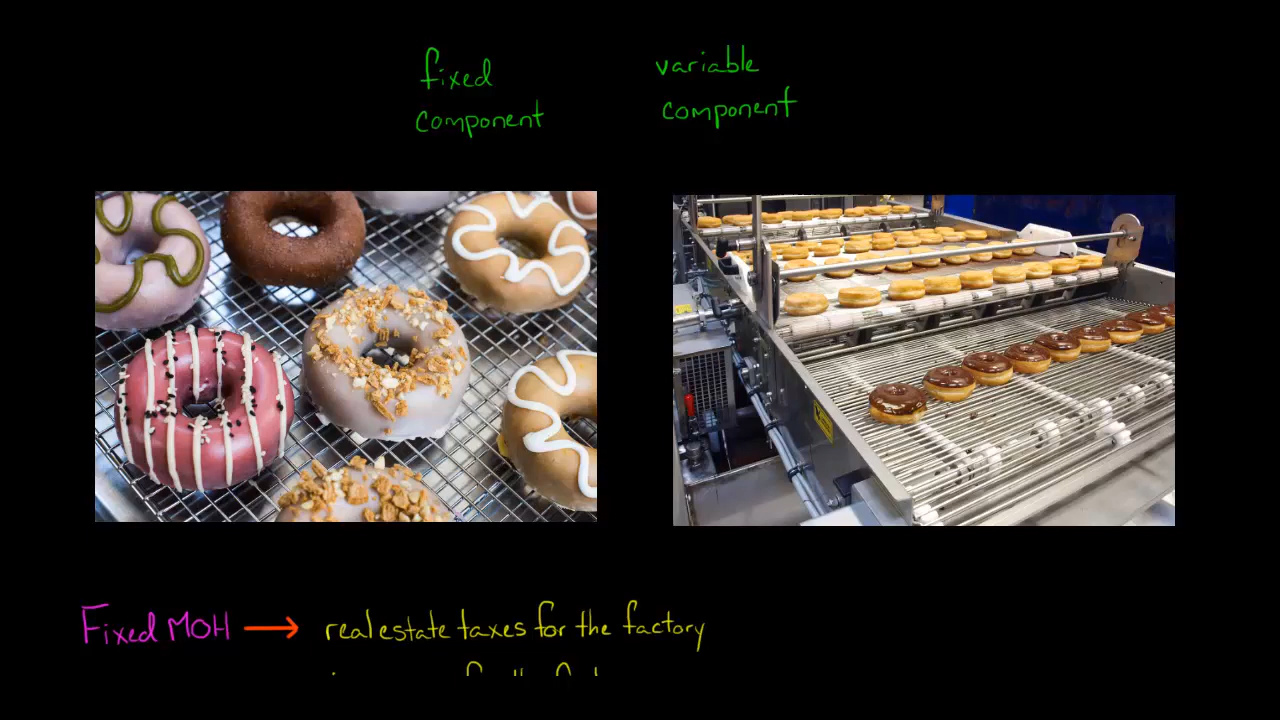 fixed
component
variable
component
Fixed MOH → real estate taxes for the factory